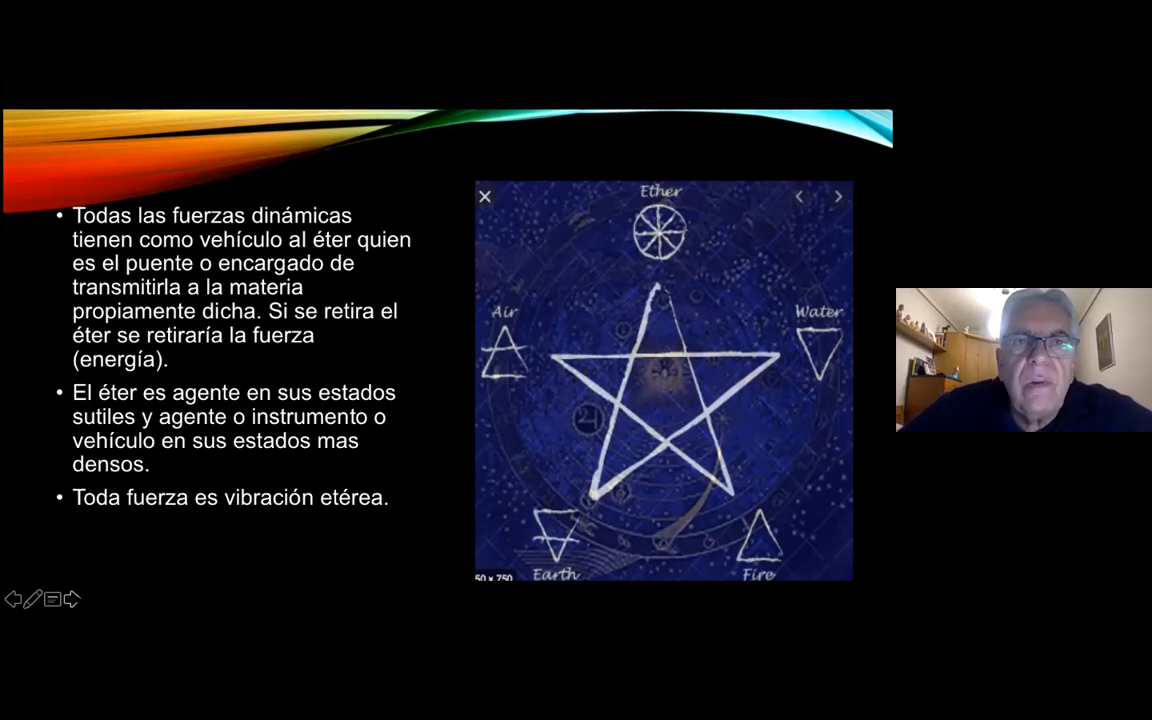 • Todas las fuerzas dinámicas
tienen como vehículo al éter quien
es el puente o encargado de
transmitirla a la materia
propiamente dicha. Si se retira el
éter se retiraría la fuerza
(energía).
• El éter es agente en sus estados
sutiles y agente o instrumento o
vehículo en sus estados mas
densos.
• Toda fuerza es vibración etérea.
Ether
Air
Water
Earth
Fire
50 × 750